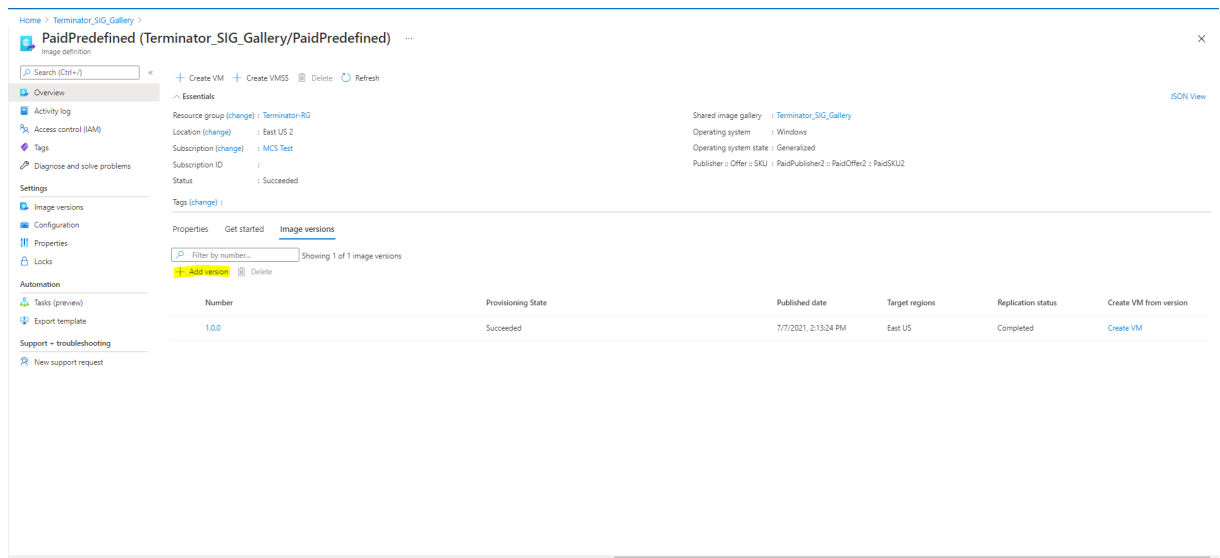 Home > Terminator_SIG_Gallery >
PaidPredefined (Terminator_SIG_Gallery/PaidPredefined) ...
Image definition
Search (Ctrl+/) «
Overview
Activity log
Access control (IAM)
Tags
Diagnose and solve problems
Settings
Image versions
Configuration
Properties
Locks
Automation
Tasks (preview)
Export template
Support + troubleshooting
New support request
Create VM Create VMSS Delete Refresh
Essentials JSON View
Resource group (change) : Terminator-RG
Location (change) : East US 2
Subscription (change) : MCS Test
Subscription ID :
Status : Succeeded
Shared image gallery : Terminator_SIG_Gallery
Operating system : Windows
Operating system state : Generalized
Publisher :: Offer :: SKU : PaidPublisher2 :: PaidOffer2 :: PaidSKU2
Tags (change) :
Properties Get started Image versions
Filter by number... Showing 1 of 1 image versions
+ Add version Delete
Number Provisioning State Published date Target regions Replication status Create VM from version
1.0.0 Succeeded 7/7/2021, 2:13:24 PM East US Completed Create VM